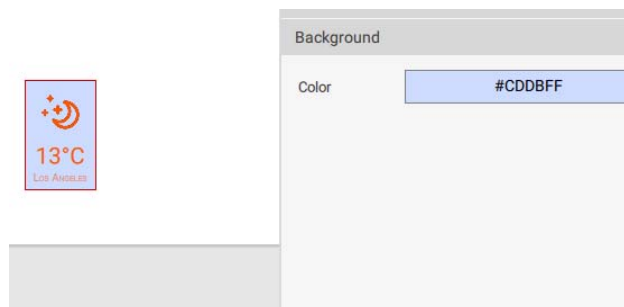 Background
Color
#CDDBFF
13°C
Los Angeles